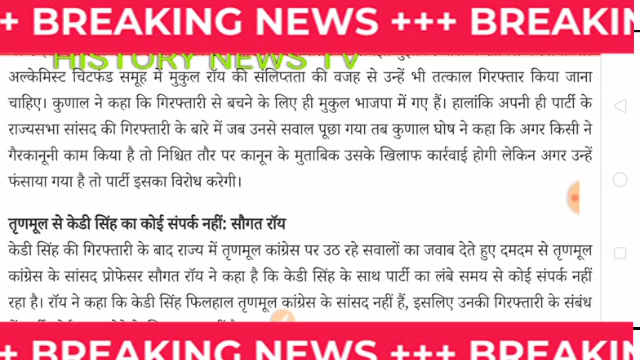 + BREAKING NEWS +++ BREAKIN
HISTORY NEWS TV
अल्केमिस्ट चिटफंड समूह में मुकुल रॉय की संलिप्तता की वजह से उन्हें भी तत्काल गिरफ्तार किया जाना
चाहिए। कुणाल ने कहा कि गिरफ्तारी से बचने के लिए ही मुकुल भाजपा में गए हैं। हालांकि अपनी ही पार्टी के
राज्यसभा सांसद की गिरफ्तारी के बारे में जब उनसे सवाल पूछा गया तब कुणाल घोष ने कहा कि अगर किसी ने
गैरकानूनी काम किया है तो निश्चित तौर पर कानून के मुताबिक उसके खिलाफ कार्रवाई होगी लेकिन अगर उन्हें
फंसाया गया है तो पार्टी इसका विरोध करेगी।
तृणमूल से केडी सिंह का कोई संपर्क नहीं: सौगत रॉय
केडी सिंह की गिरफ्तारी के बाद राज्य में तृणमूल कांग्रेस पर उठ रहे सवालों का जवाब देते हुए दमदम से तृणमूल
कांग्रेस के सांसद प्रोफेसर सौगत रॉय ने कहा है कि केडी सिंह के साथ पार्टी का लंबे समय से कोई संपर्क नहीं
रहा है। रॉय ने कहा कि केडी सिंह फिलहाल तृणमूल कांग्रेस के सांसद नहीं हैं, इसलिए उनकी गिरफ्तारी के संबंध
BREAKING NEWS +++ BREAKIN